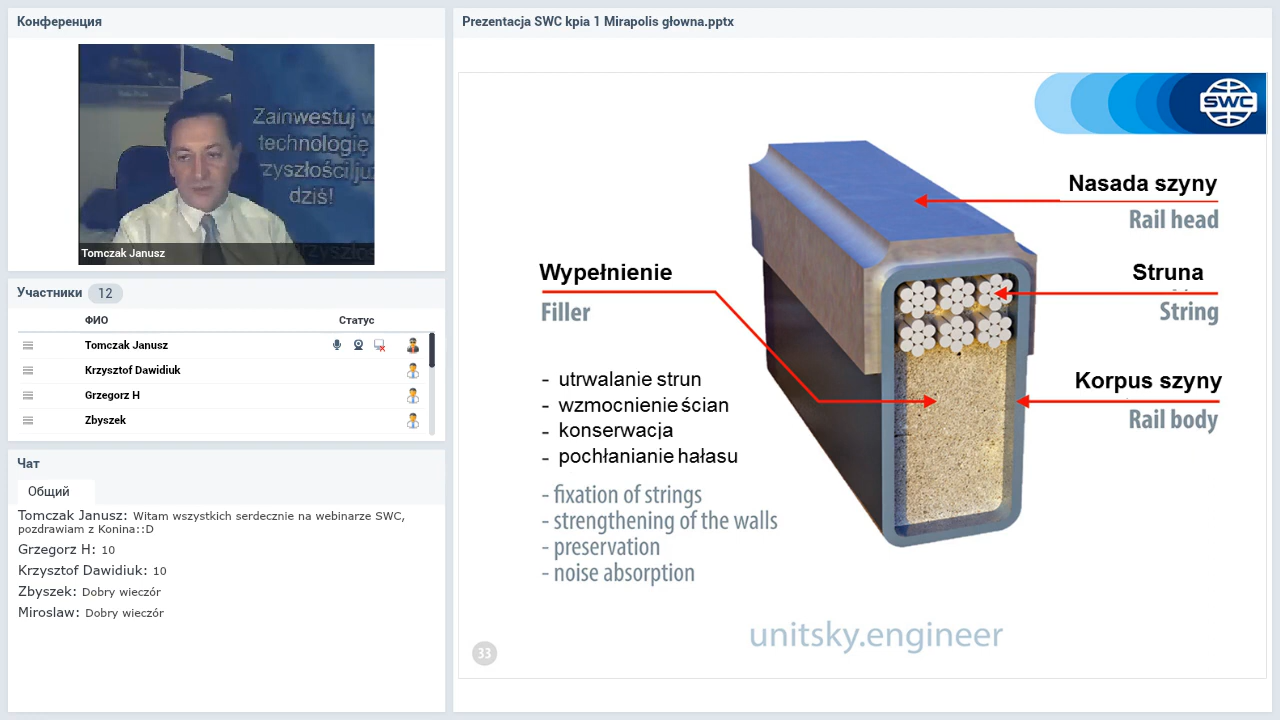 Конференция
Zainwestuj w
technologię
rzyszłości już
dziś!
Tomczak Janusz
Участники 12
ФИО Статус
Tomczak Janusz
Krzysztof Dawidiuk
Grzegorz H
Zbyszek
Чат
Общий
Tomczak Janusz: Witam wszystkich serdecznie na webinarze SWC,
pozdrawiam z Konina::D
Grzegorz H: 10
Krzysztof Dawidiuk: 10
Zbyszek: Dobry wieczór
Miroslaw: Dobry wieczór
Prezentacja SWC kpia 1 Mirapolis głowna.pptx
SWC
Nasada szyny
Rail head
Wypełnienie
Filler
Struna
String
Korpus szyny
Rail body
- utrwalanie strun
- wzmocnienie ścian
- konserwacja
- pochłanianie hałasu
- fixation of strings
- strengthening of the walls
- preservation
- noise absorption
unitsky.engineer
33